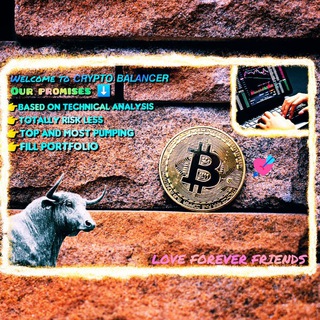 WELCOME TO CRYPTO BALANCER
OUR PROMISES ⬇️
👉BASED ON TECHNICAL ANALYSIS
👉TOTALLY RISK LESS
👉TOP AND MOST PUMPING
👉FILL PORTFOLIO
₿
LOVE FOREVER FRIENDS